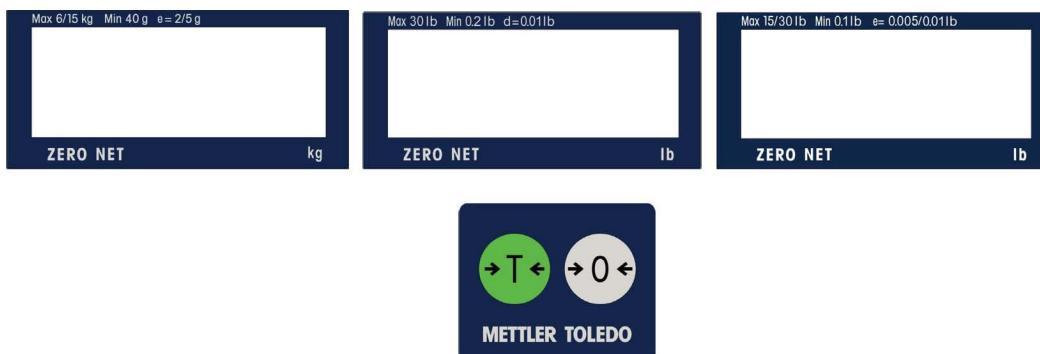 Max 6/15 kg Min 40 g e = 2/5 g
ZERO NET kg
Max 30 lb Min 0.2 lb d=0.01lb
ZERO NET lb
Max 15/30 lb Min 0.1 lb e= 0.005/0.01lb
ZERO NET lb
→T← →0←
METTLER TOLEDO